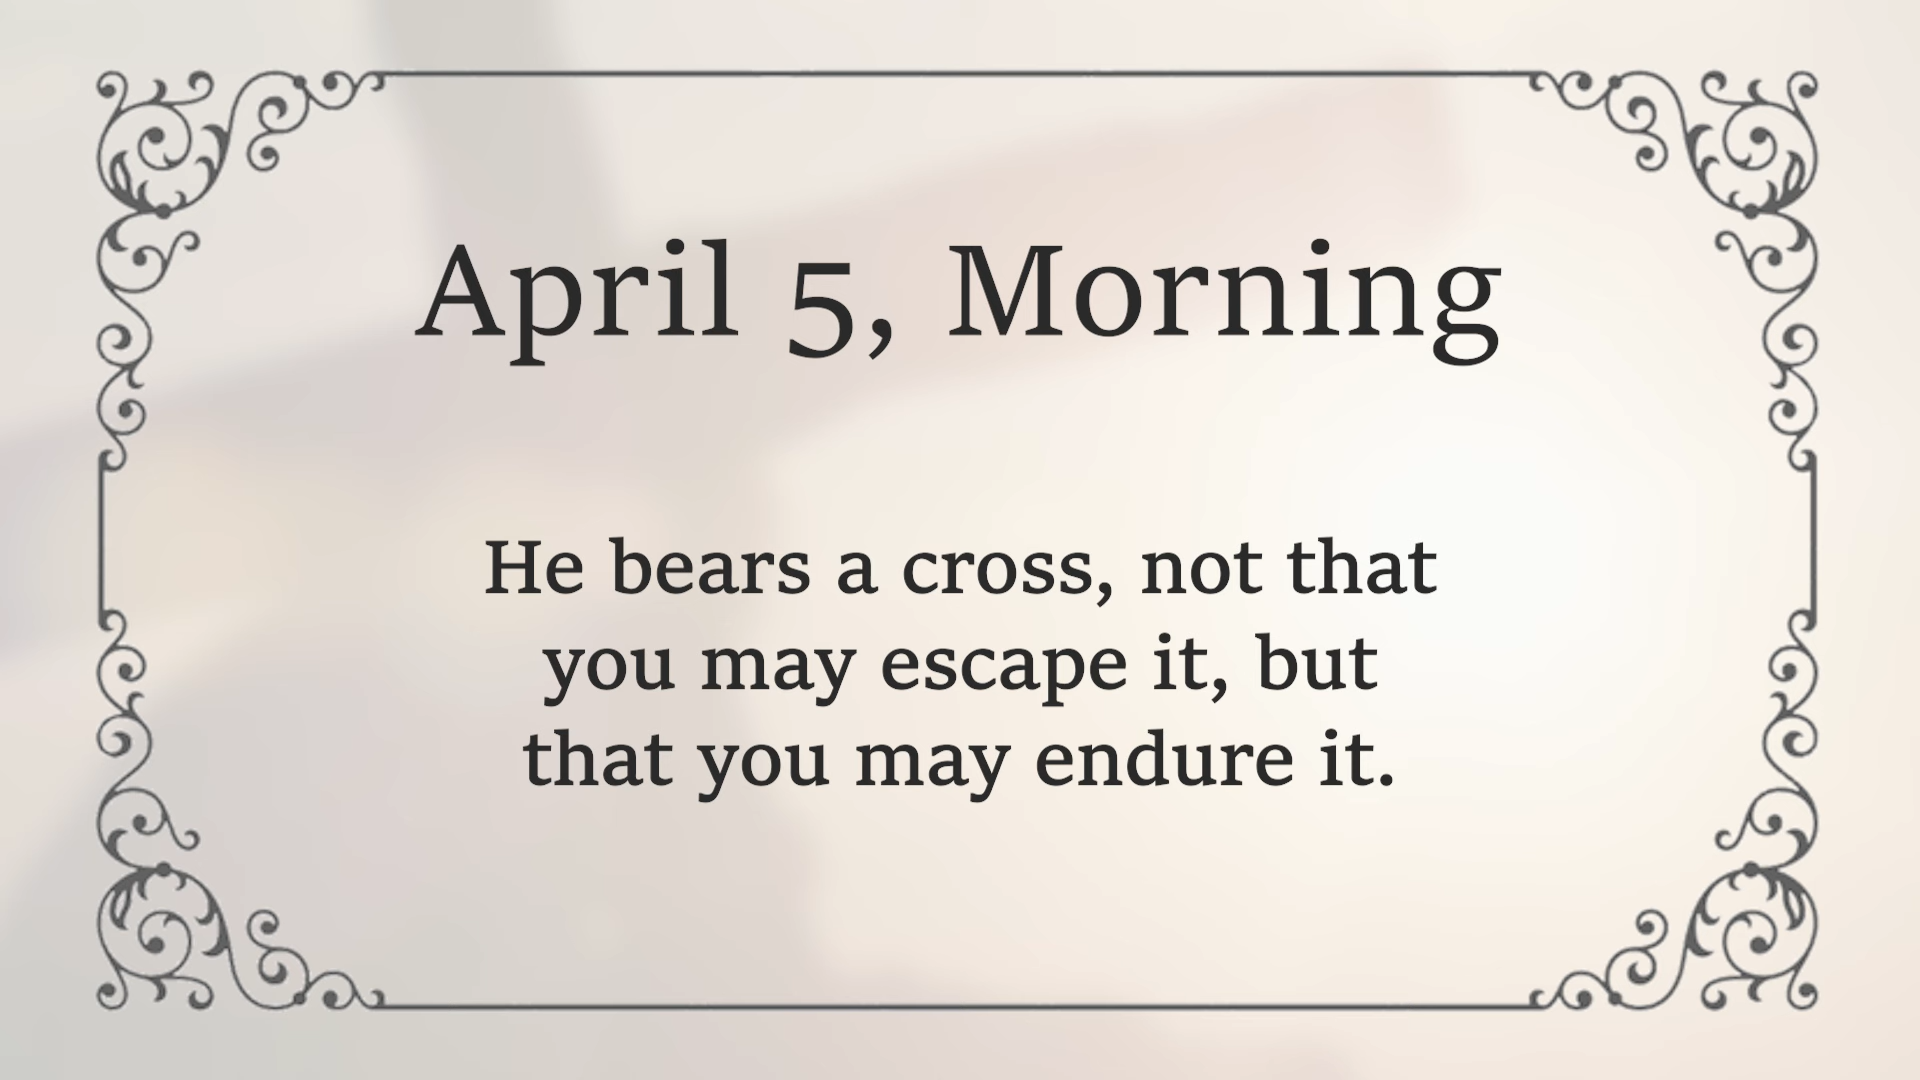 April 5, Morning
He bears a cross, not that
you may escape it, but
that you may endure it.